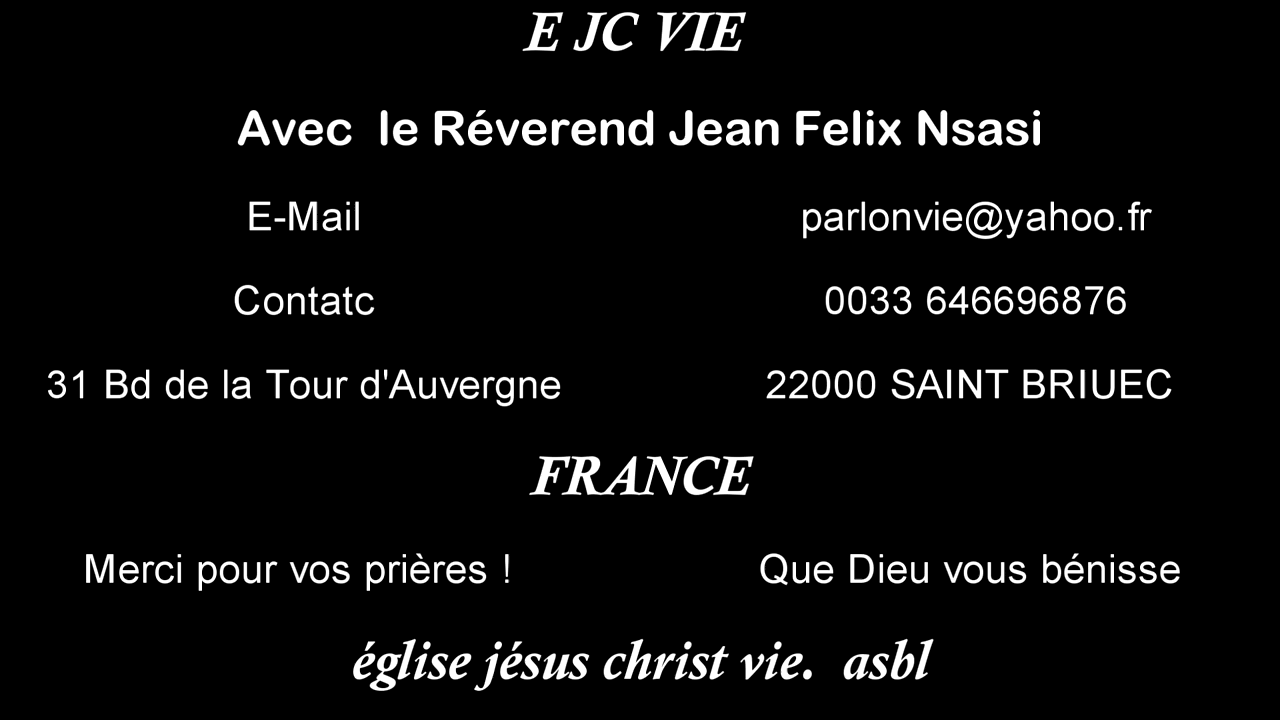 E JC VIE
Avec le Réverend Jean Felix Nsasi
E-Mail parlonvie@yahoo.fr
Contatc 0033 646696876
31 Bd de la Tour d'Auvergne 22000 SAINT BRIUEC
FRANCE
Merci pour vos prières ! Que Dieu vous bénisse
église jésus christ vie. asbl